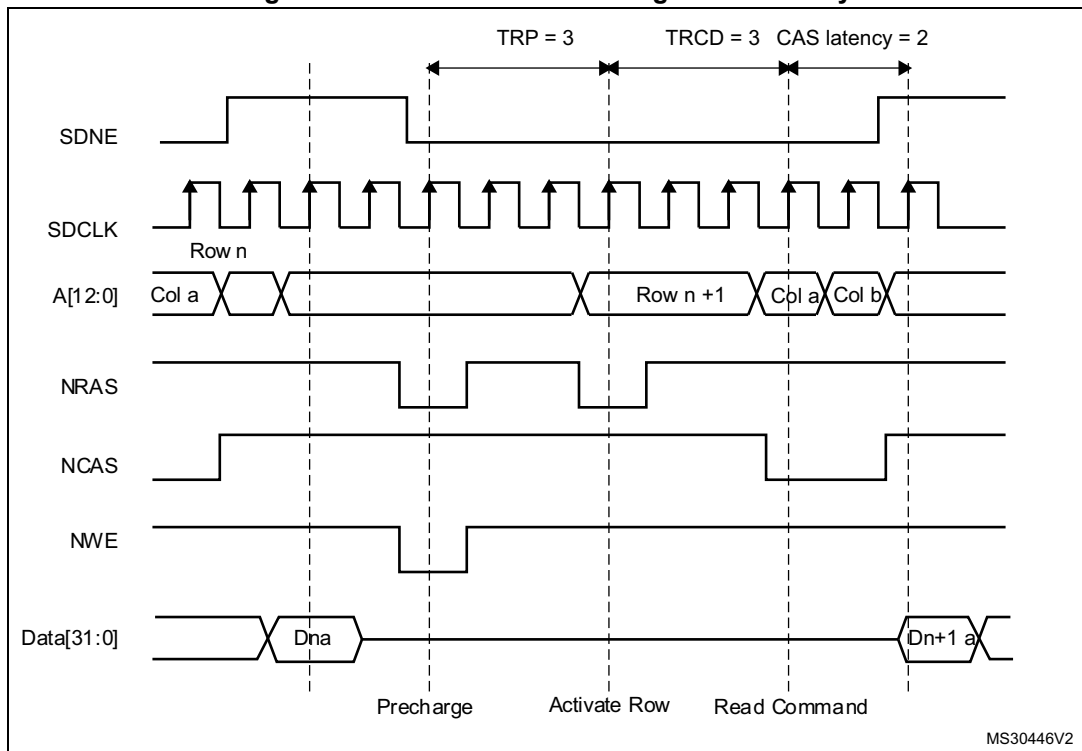 TRP = 3 TRCD = 3 CAS latency = 2
SDNE
SDCLK
Row n
A[12:0] Col a Row n +1 Col a Col b
NRAS
NCAS
NWE
Data[31:0] Dna Dn+1 a
Precharge Activate Row Read Command
MS30446V2